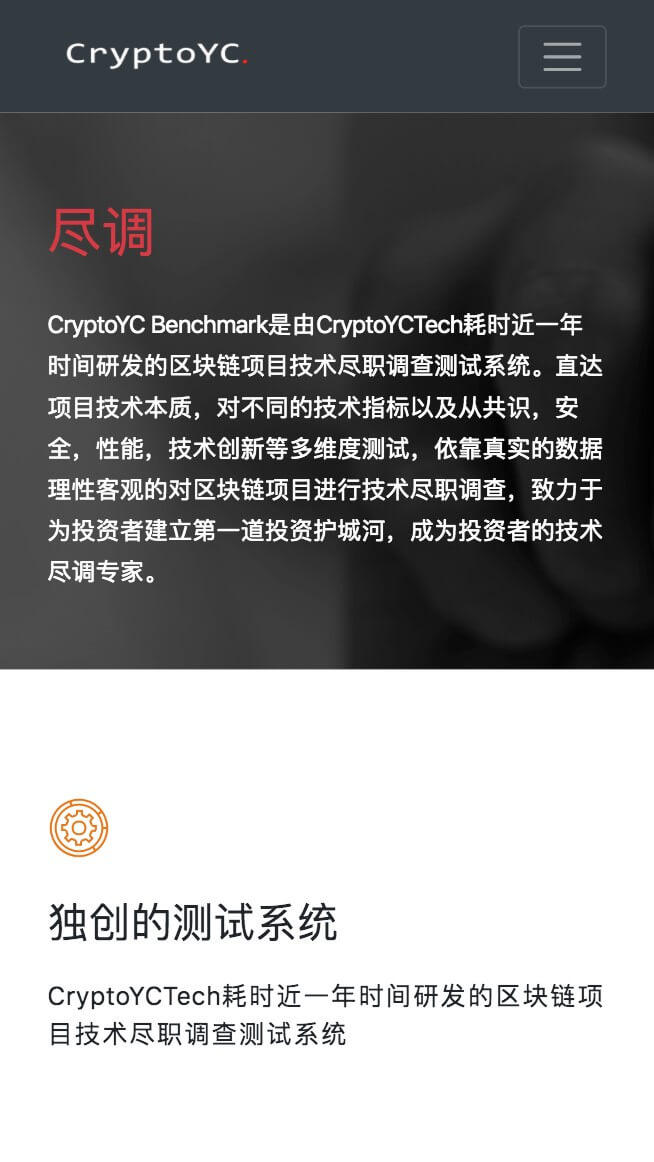 CryptoYC.
尽调
CryptoYC Benchmark是由CryptoYCTech耗时近一年
时间研发的区块链项目技术尽职调查测试系统。直达
项目技术本质，对不同的技术指标以及从共识，安
全，性能，技术创新等多维度测试，依靠真实的数据
理性客观的对区块链项目进行技术尽职调查，致力于
为投资者建立第一道投资护城河，成为投资者的技术
尽调专家。
独创的测试系统
CryptoYCTech耗时近一年时间研发的区块链项
目技术尽职调查测试系统